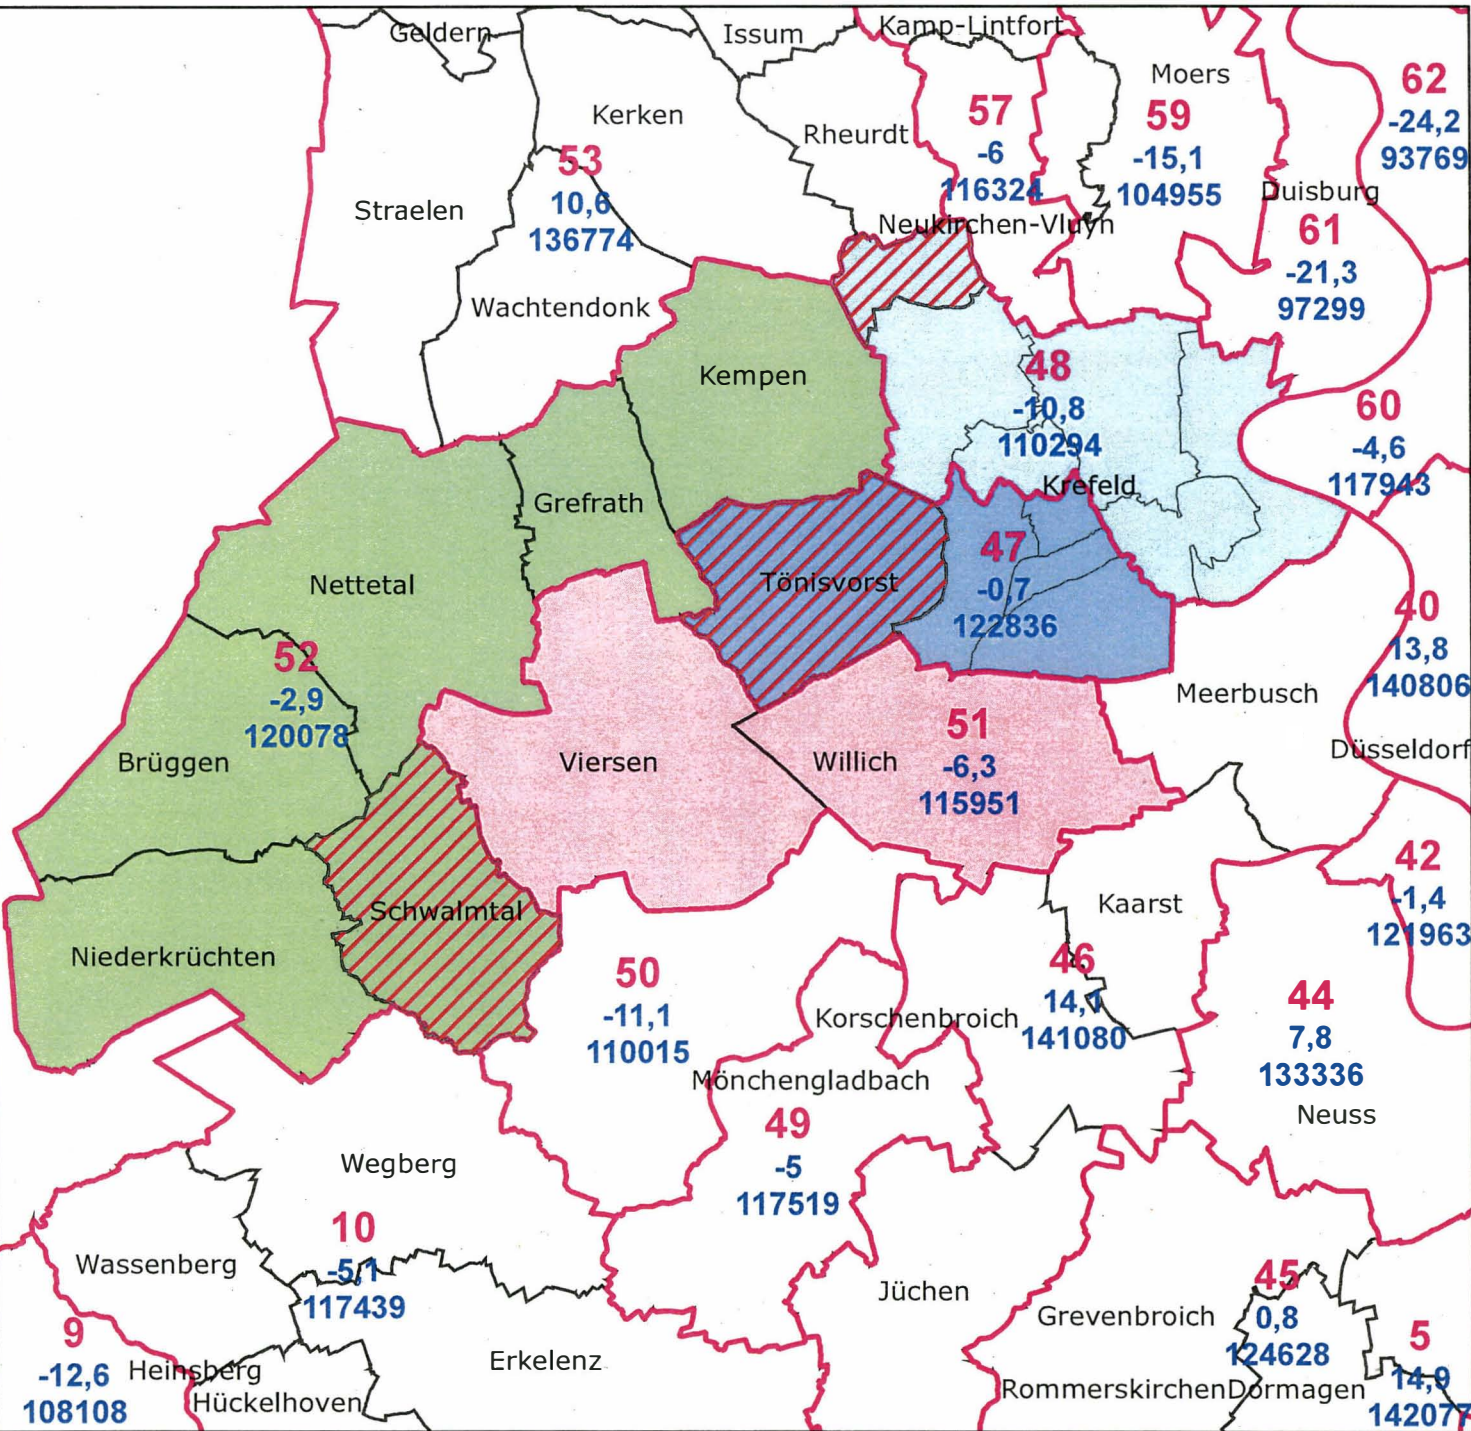 Geldern
Issum
Kamp-Lintfort
Kerken
Rheurdt
Moers
57
-6
116324
59
-15,1
104955
62
-24,2
93769
53
10,6
136774
Straelen
Neukirchen-Vluyn
Duisburg
61
-21,3
97299
Wachtendonk
Kempen
48
-10,8
110294
Krefeld
60
-4,6
117943
Grefrath
Nettetal
Tönisvorst
47
-0,7
122836
40
13,8
140806
52
-2,9
120078
Brüggen
Viersen
Willich
51
-6,3
115951
Meerbusch
Düsseldorf
42
-1,4
121963
Schwalmtal
Niederkrüchten
50
-11,1
110015
Kaarst
46
14,1
141080
Korschenbroich
44
7,8
133336
Neuss
Mönchengladbach
49
-5
117519
Wegberg
10
-5,1
117439
Wassenberg
9
-12,6
108108
Heinsberg
Hückelhoven
Erkelenz
Jüchen
Grevenbroich
45
0,8
124628
Rommerskirchen
Dormagen
5
14,9
142077